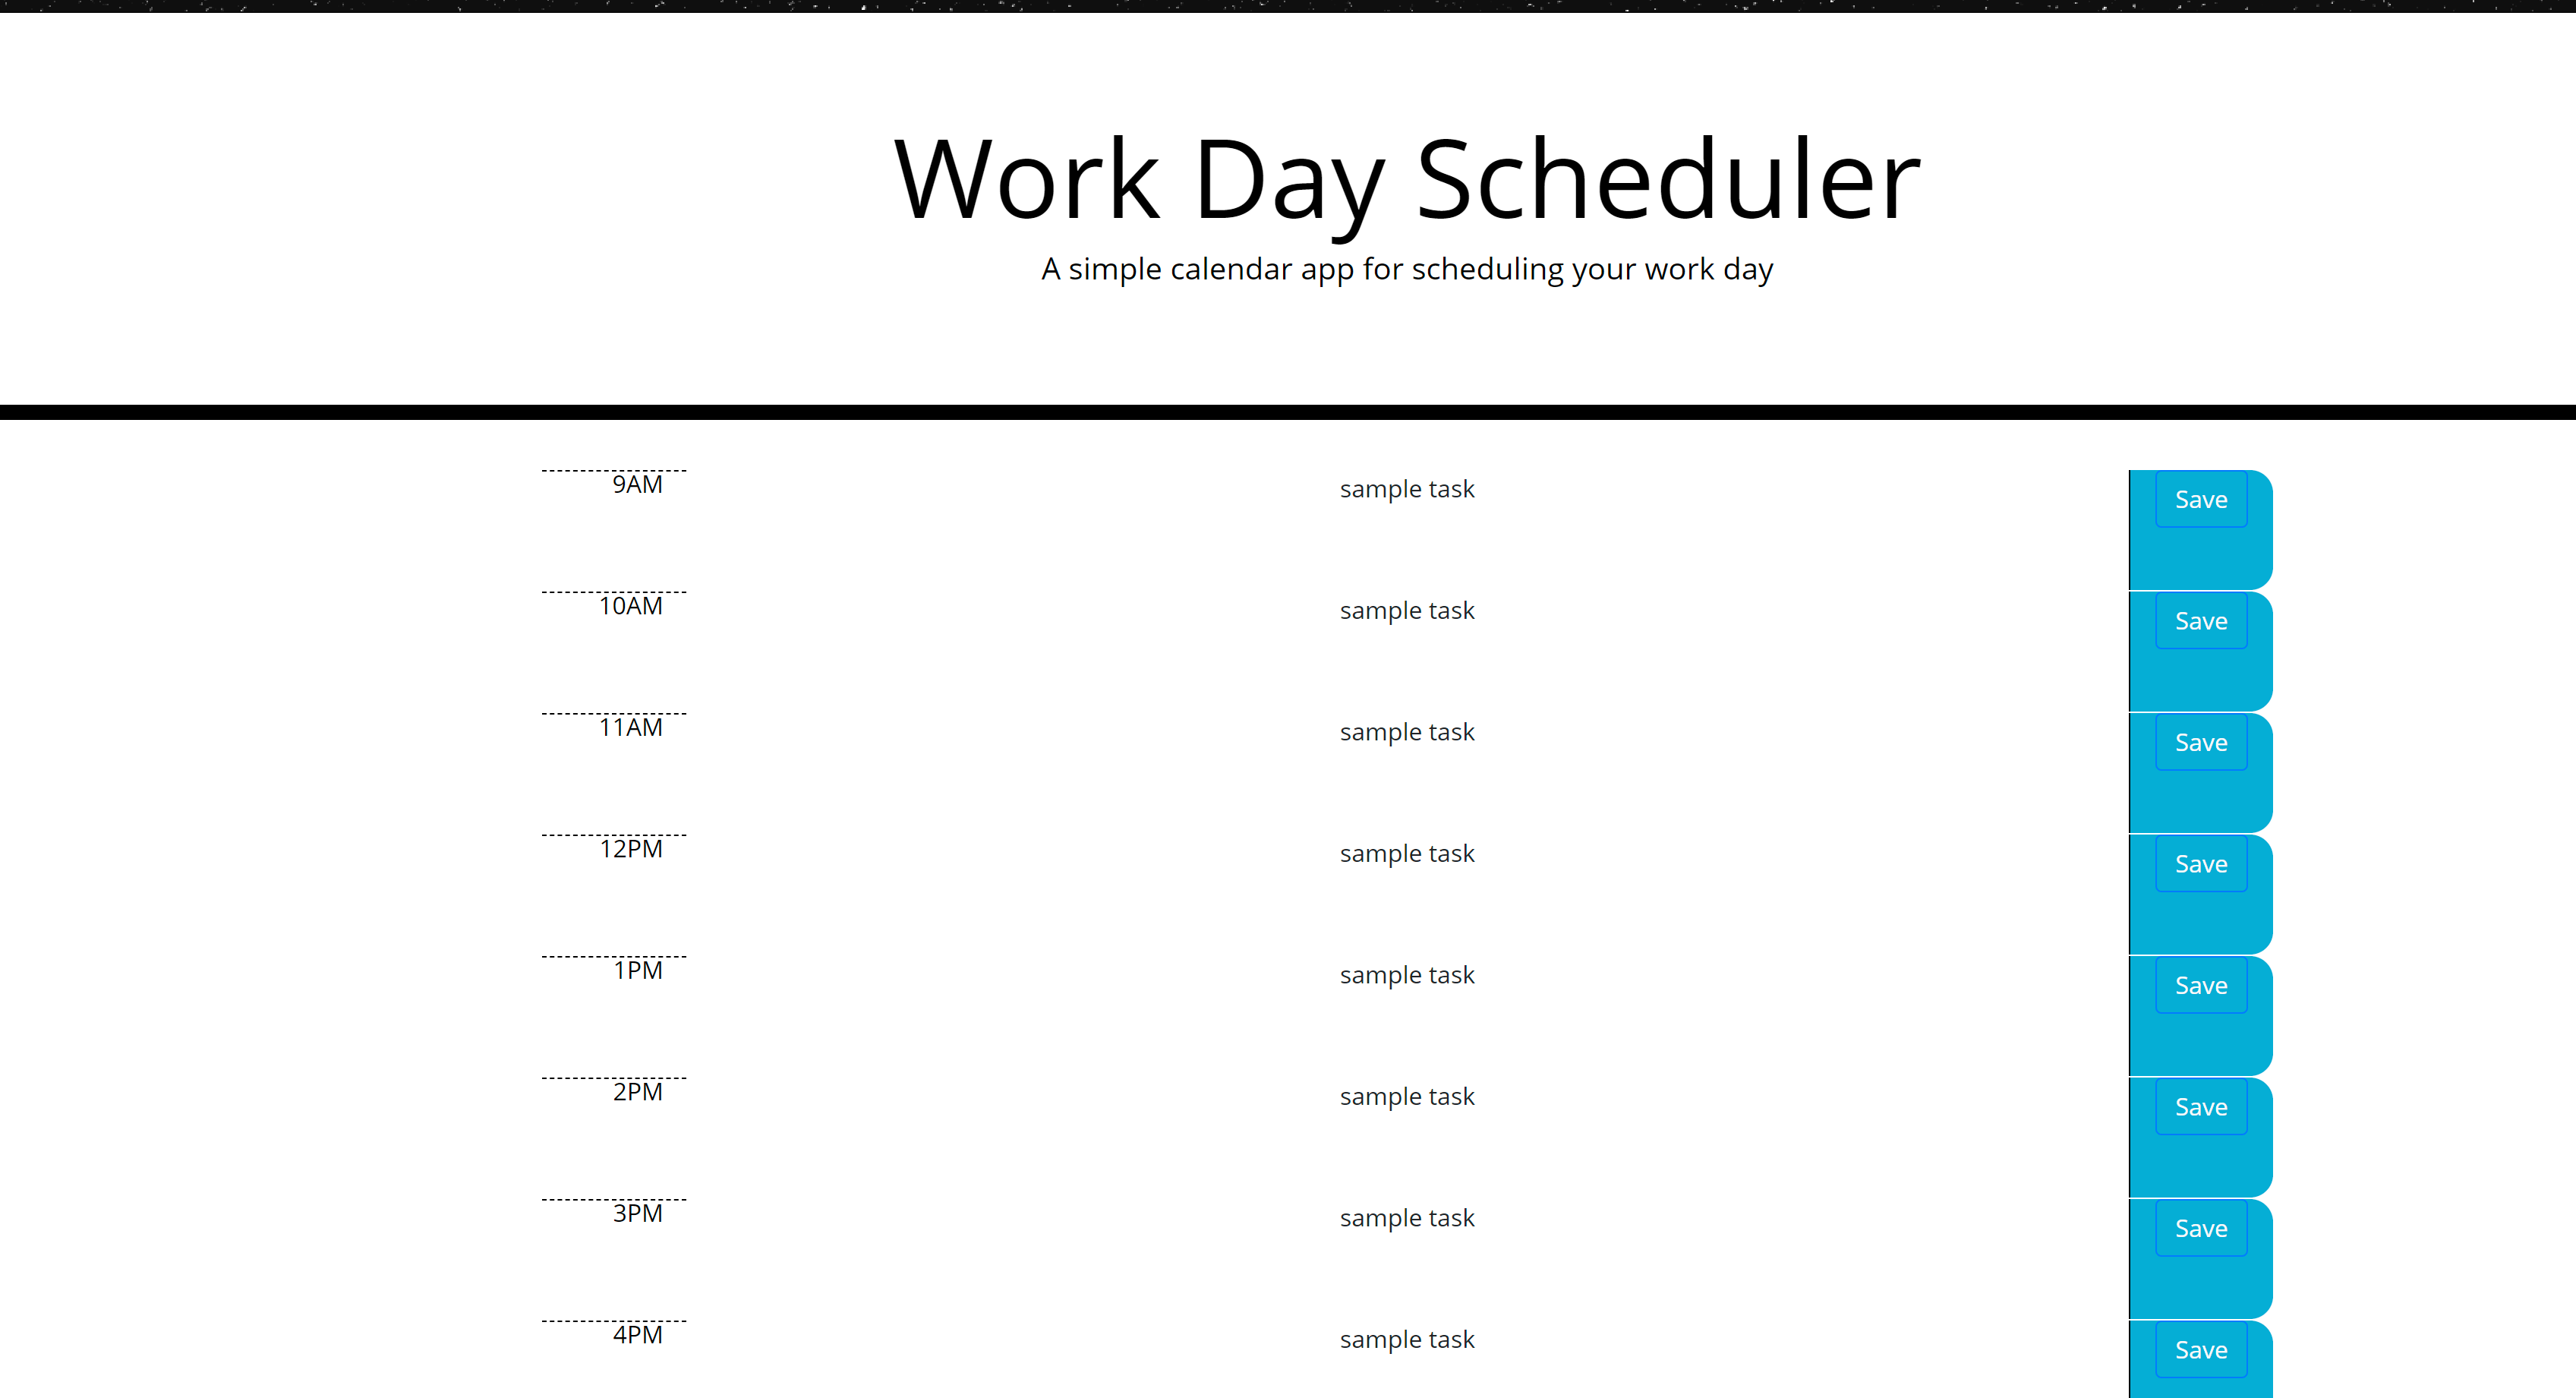 Work Day Scheduler
A simple calendar app for scheduling your work day
9AM sample task Save
10AM sample task Save
11AM sample task Save
12PM sample task Save
1PM sample task Save
2PM sample task Save
3PM sample task Save
4PM sample task Save